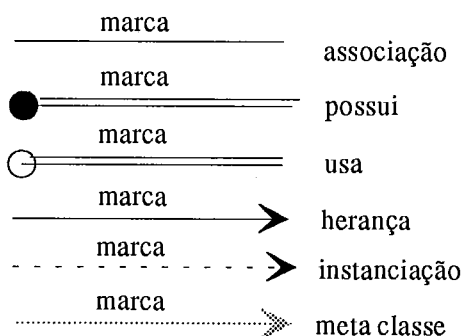 marca
associação
marca
possui
marca
usa
marca
herança
marca
instanciação
marca
meta classe